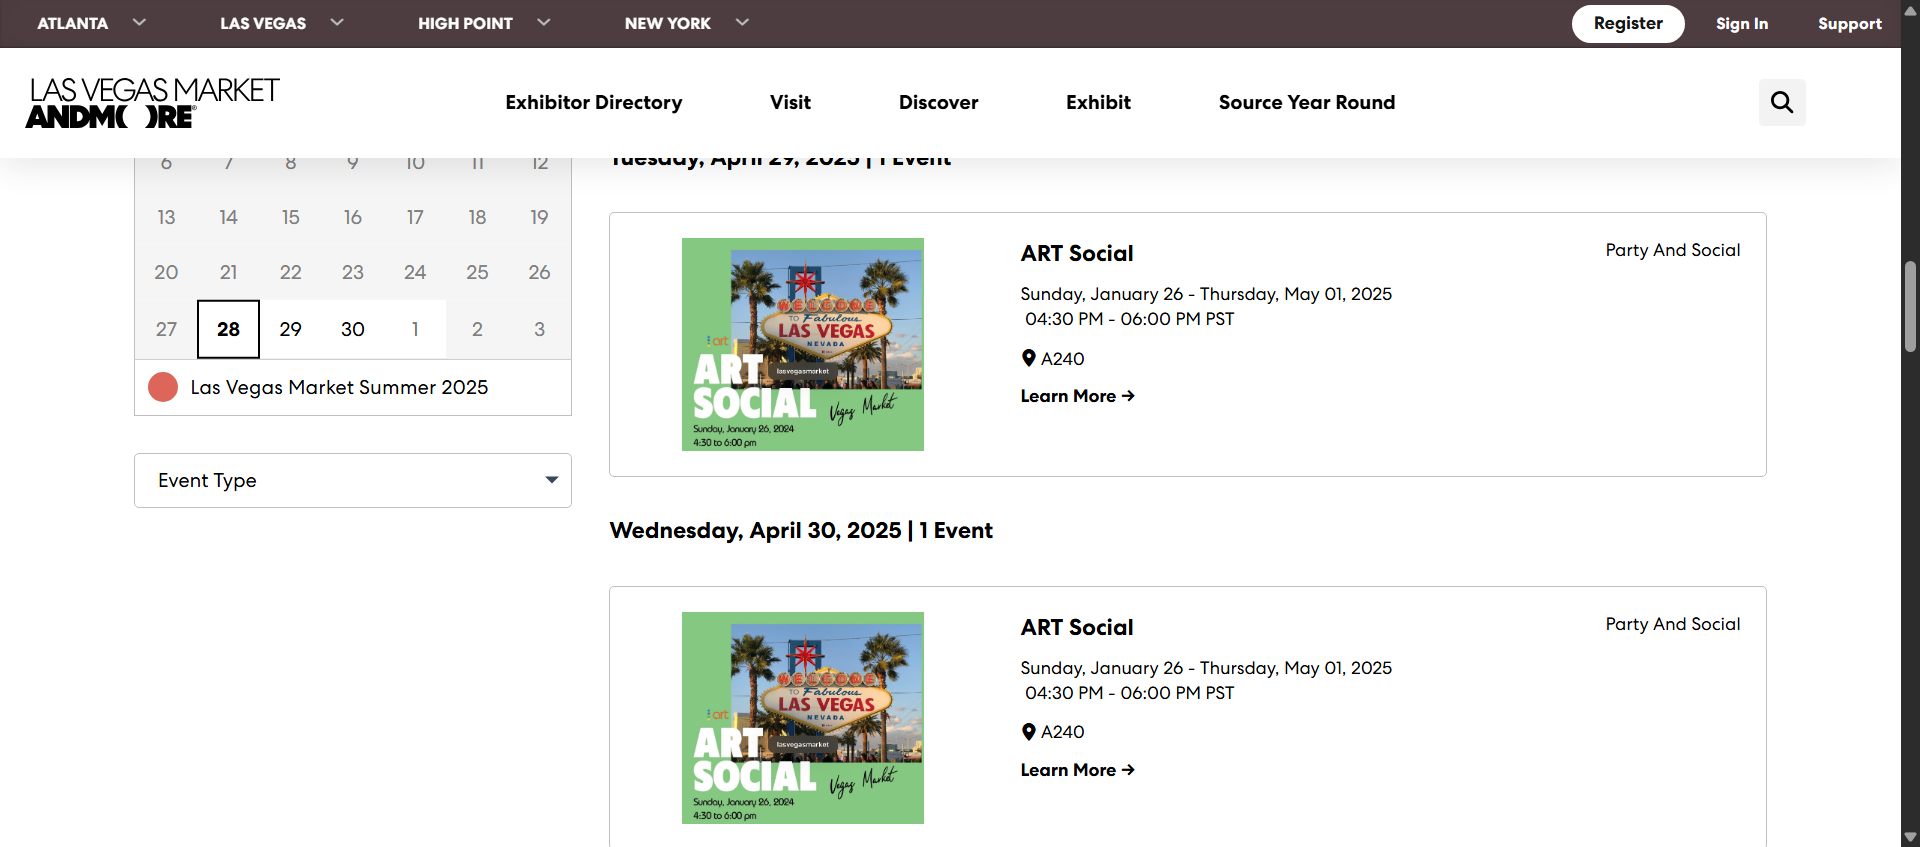 ATLANTA
LAS VEGAS
HIGH POINT
NEW YORK
Register
Sign In
Support
LAS VEGAS MARKET
ANDMORE®
Exhibitor Directory
Visit
Discover
Exhibit
Source Year Round
6 7 8 9 10 11 12
13 14 15 16 17 18 19
20 21 22 23 24 25 26
27 28 29 30 1 2 3
Las Vegas Market Summer 2025
Event Type
Tuesday, April 29, 2025 | 1 Event
WELCOME
TO Fabulous
LAS VEGAS
NEVADA
art
lasvegasmarket
ART
SOCIAL
Vegas Market
Sunday, January 26, 2024
4:30 to 6:00 pm
ART Social
Party And Social
Sunday, January 26 - Thursday, May 01, 2025
04:30 PM - 06:00 PM PST
A240
Learn More →
Wednesday, April 30, 2025 | 1 Event
WELCOME
TO Fabulous
LAS VEGAS
NEVADA
art
lasvegasmarket
ART
SOCIAL
Vegas Market
Sunday, January 26, 2024
4:30 to 6:00 pm
ART Social
Party And Social
Sunday, January 26 - Thursday, May 01, 2025
04:30 PM - 06:00 PM PST
A240
Learn More →